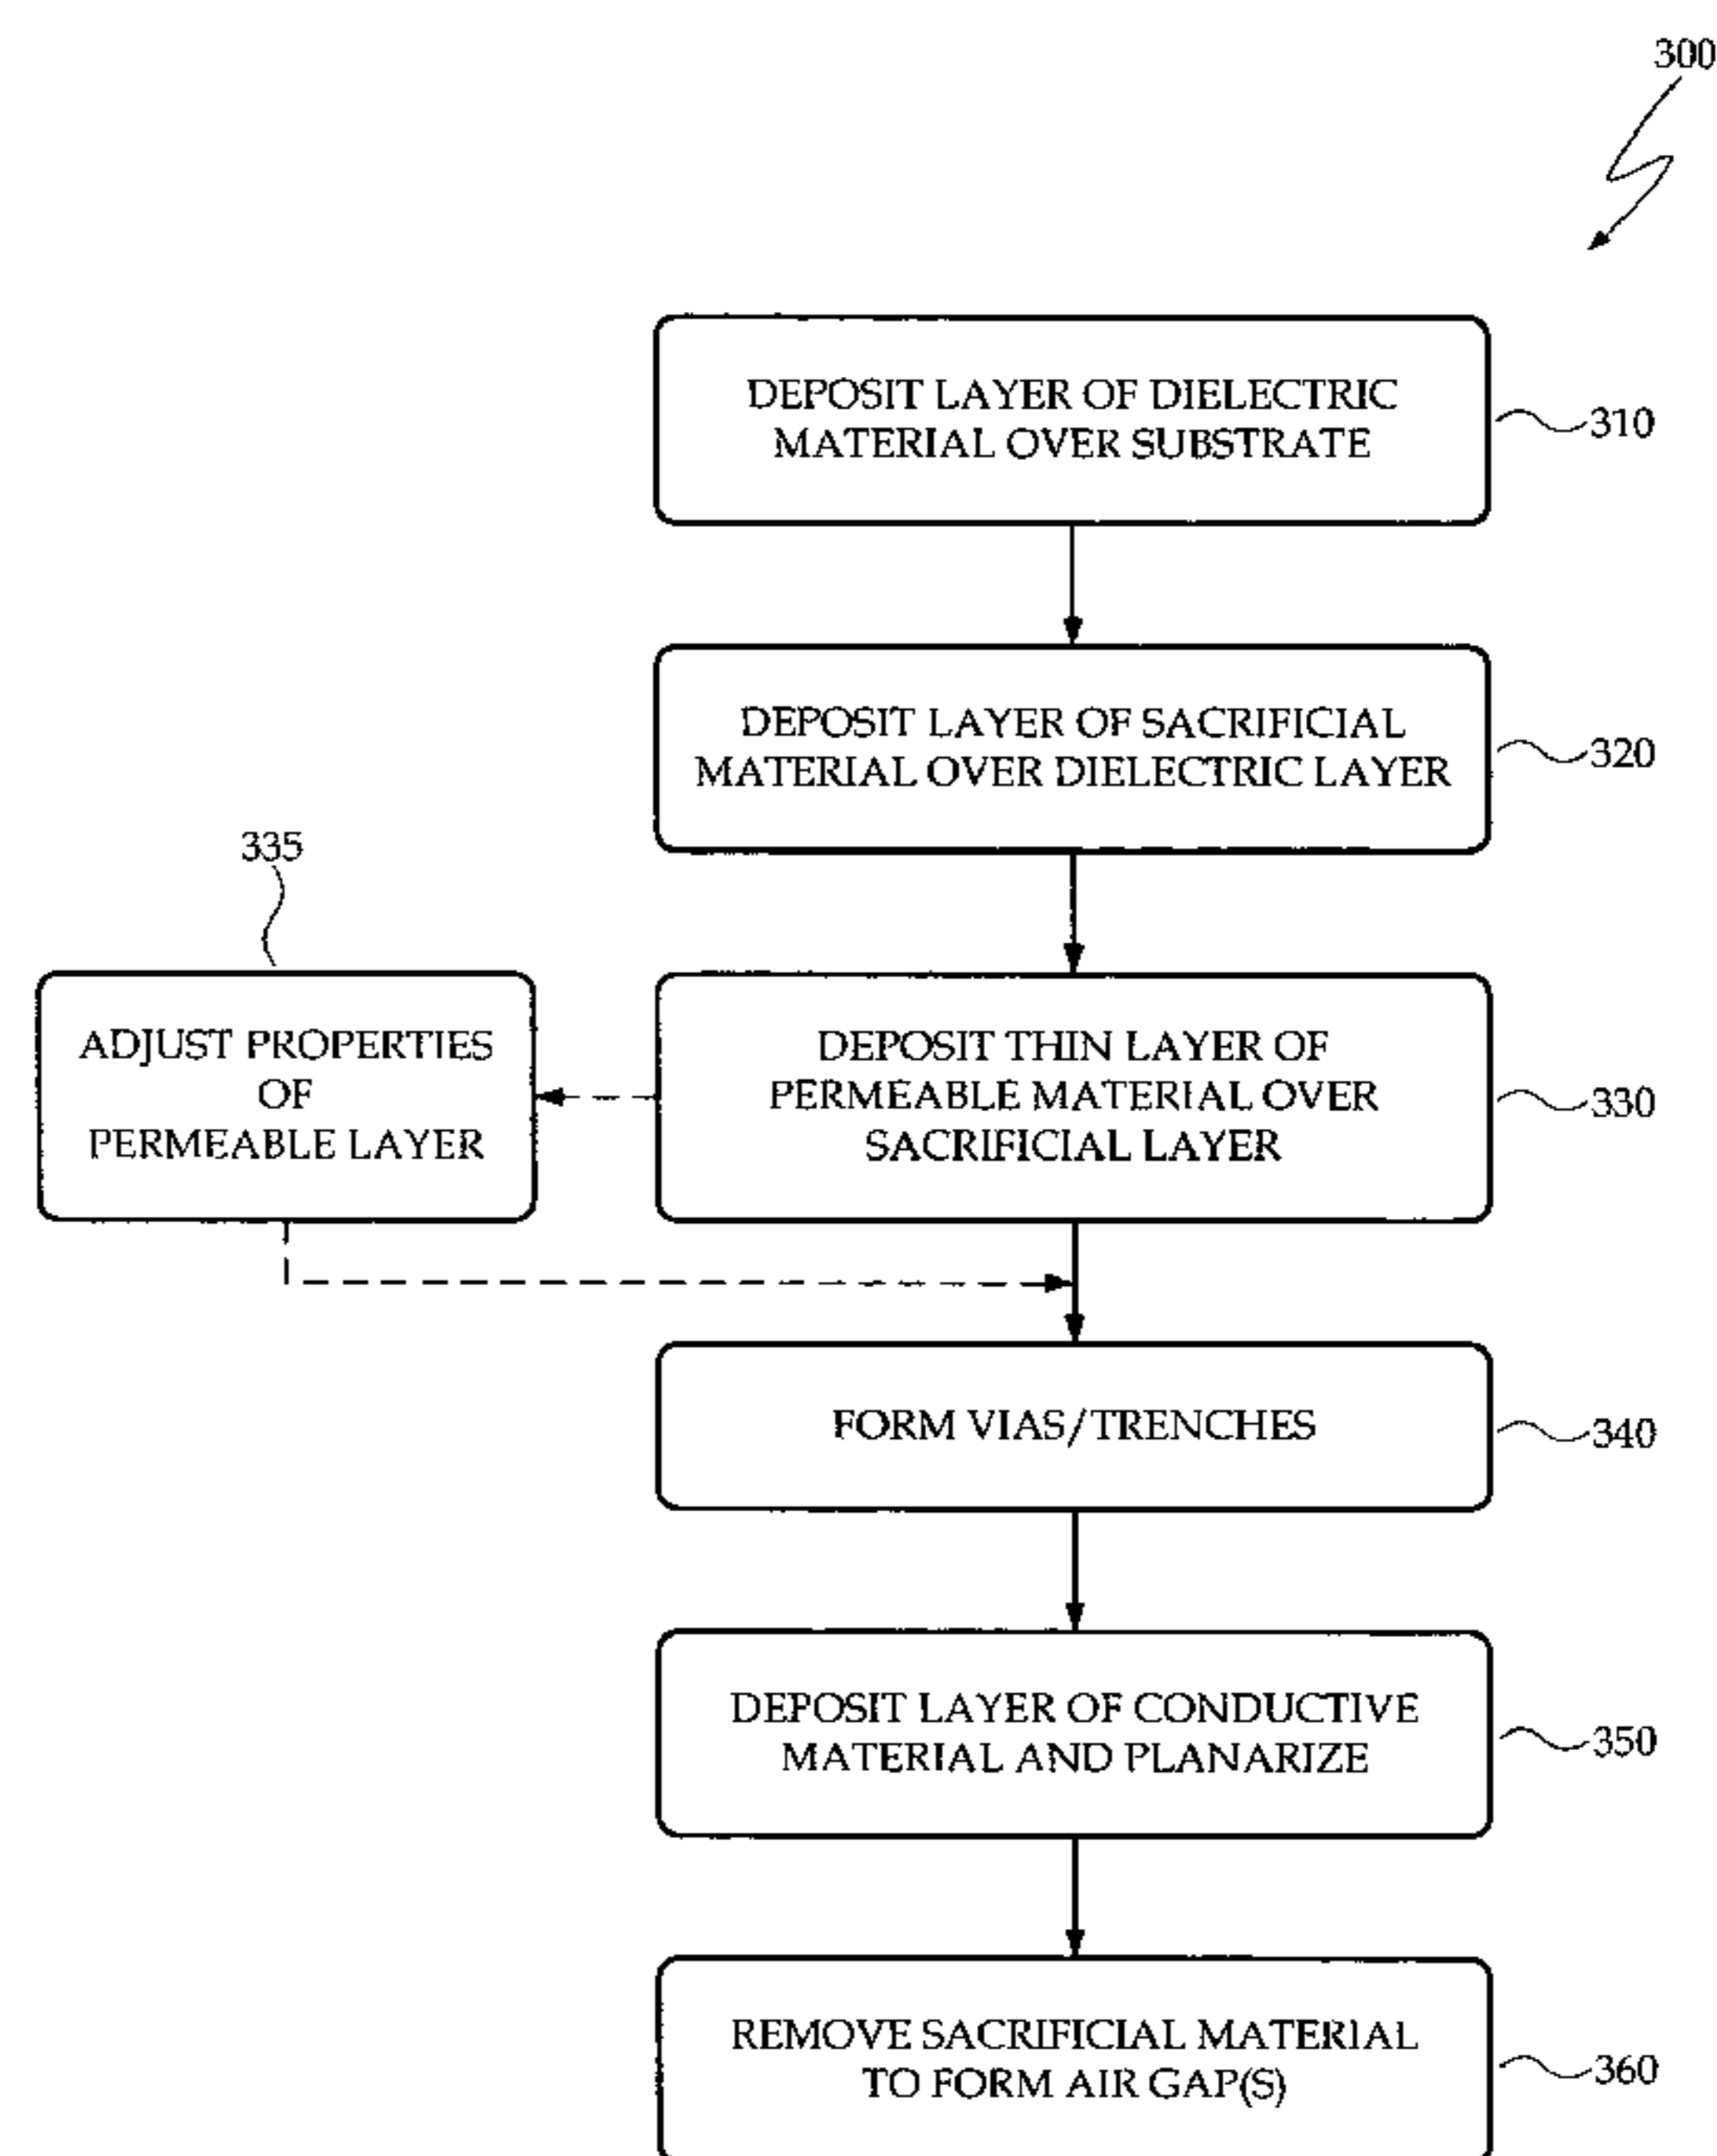 300
DEPOSIT LAYER OF DIELECTRIC
MATERIAL OVER SUBSTRATE
310
DEPOSIT LAYER OF SACRIFICIAL
MATERIAL OVER DIELECTRIC LAYER
320
335
ADJUST PROPERTIES
OF
PERMEABLE LAYER
DEPOSIT THIN LAYER OF
PERMEABLE MATERIAL OVER
SACRIFICIAL LAYER
330
FORM VIAS/TRENCHES
340
DEPOSIT LAYER OF CONDUCTIVE
MATERIAL AND PLANARIZE
350
REMOVE SACRIFICIAL MATERIAL
TO FORM AIR GAP(S)
360